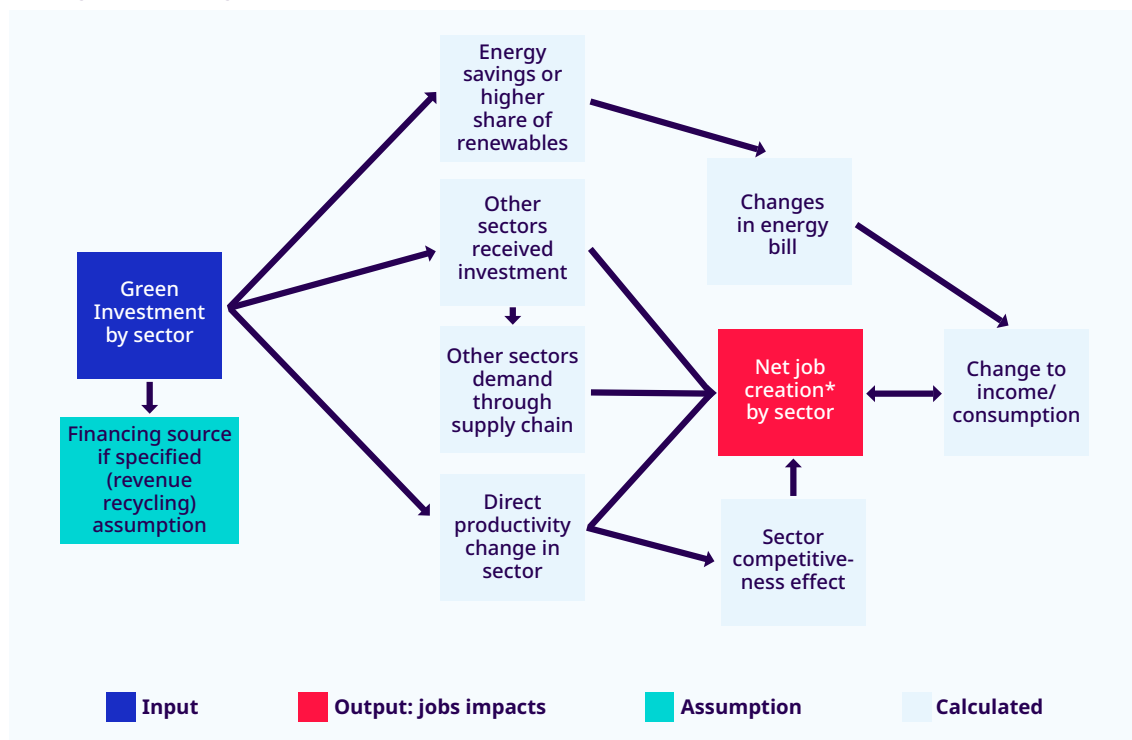 Energy
savings or
higher
share of
renewables
Other
sectors
received
investment
Changes
in energy
bill
Green
Investment
by sector
Other sectors
demand
through
supply chain
Net job
creation*
by sector
Change to
income/
consumption
Financing source
if specified
(revenue
recycling)
assumption
Direct
productivity
change in
sector
Sector
competitive-
ness effect
Input
Output: jobs impacts
Assumption
Calculated